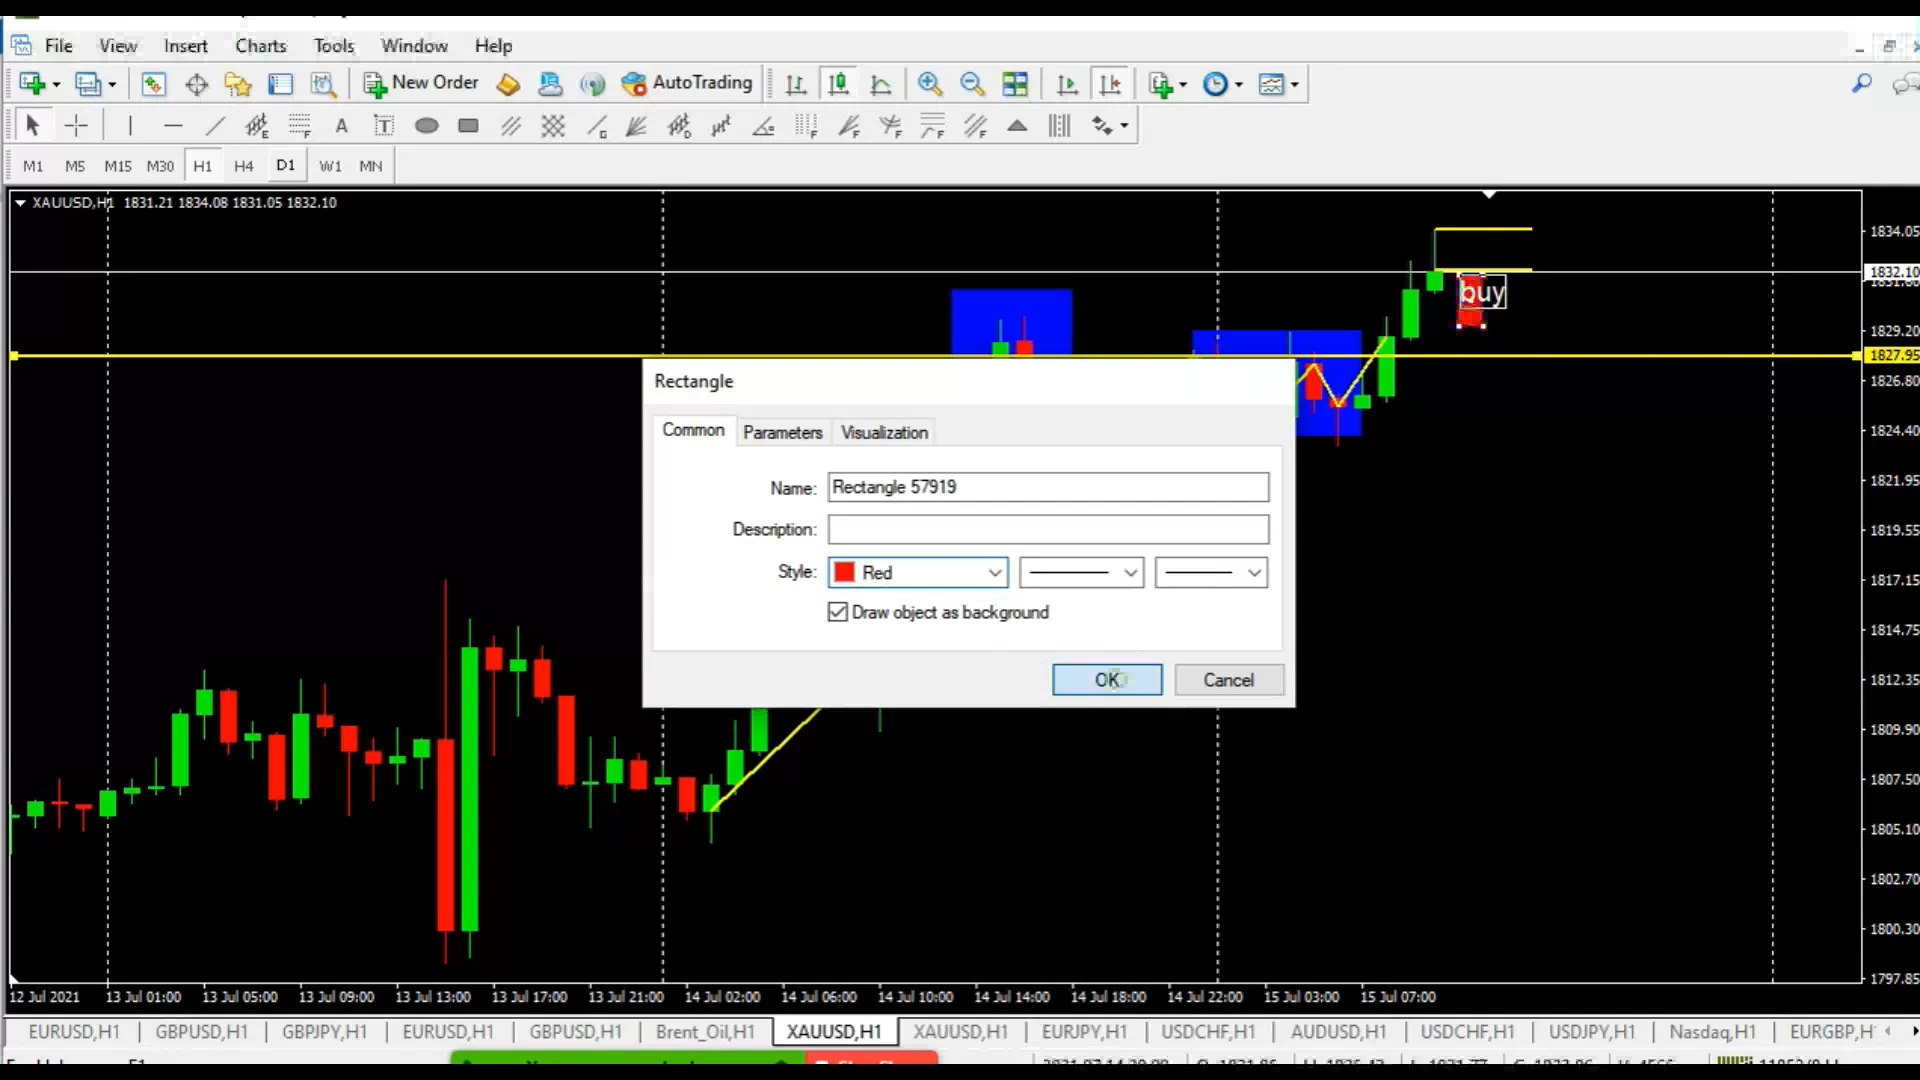 File View Insert Charts Tools Window Help
New Order AutoTrading
M1 M5 M15 M30 H1 H4 D1 W1 MN
XAUUSD,H1 1831.21 1834.08 1831.05 1832.10
1834.05
1832.10
buy
1829.20
1827.95
1826.80
1824.40
1821.95
1819.55
1817.15
1814.75
1812.35
1809.90
1807.50
1805.10
1802.70
1800.30
1797.85
Rectangle
Common Parameters Visualization
Name: Rectangle 57919
Description:
Style: Red
Draw object as background
OK Cancel
12 Jul 2021 13 Jul 01:00 13 Jul 05:00 13 Jul 09:00 13 Jul 13:00 13 Jul 17:00 13 Jul 21:00 14 Jul 02:00 14 Jul 06:00 14 Jul 10:00 14 Jul 14:00 14 Jul 18:00 14 Jul 22:00 15 Jul 03:00 15 Jul 07:00
EURUSD,H1 GBPUSD,H1 GBPJPY,H1 EURUSD,H1 GBPUSD,H1 Brent_Oil,H1 XAUUSD,H1 XAUUSD,H1 EURJPY,H1 USDCHF,H1 AUDUSD,H1 USDCHF,H1 USDJPY,H1 Nasdaq,H1 EURGBP,H